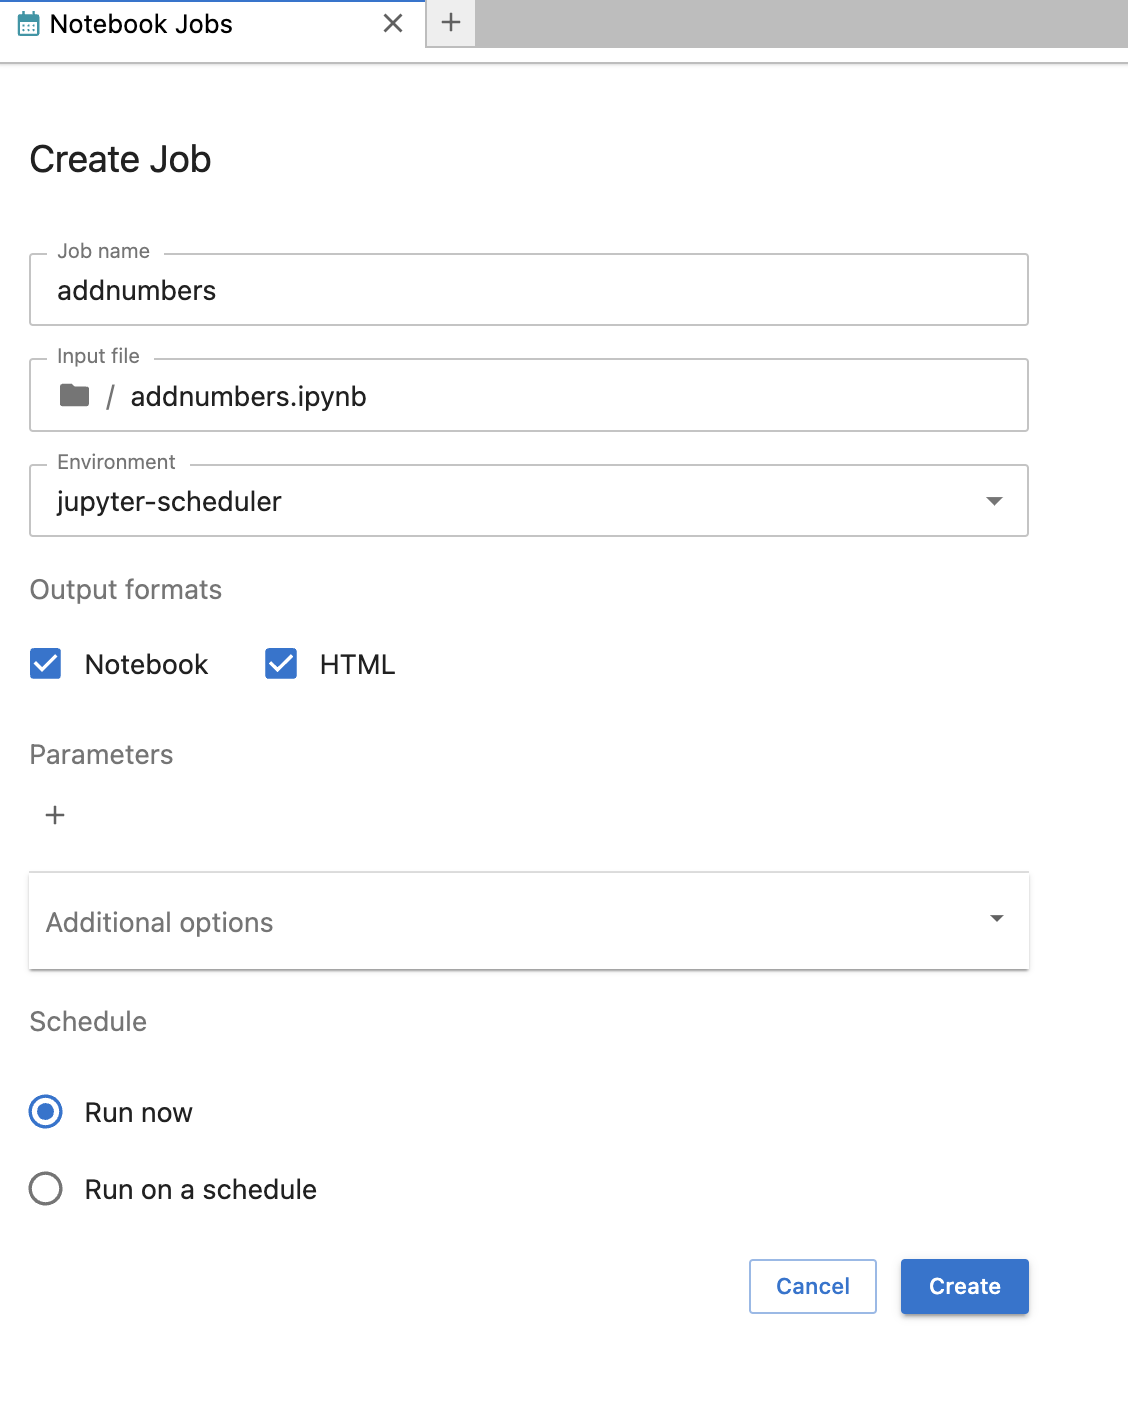 Notebook Jobs
Create Job
Job name
addnumbers
Input file
/ addnumbers.ipynb
Environment
jupyter-scheduler
Output formats
Notebook HTML
Parameters
+
Additional options
Schedule
Run now
Run on a schedule
Cancel Create